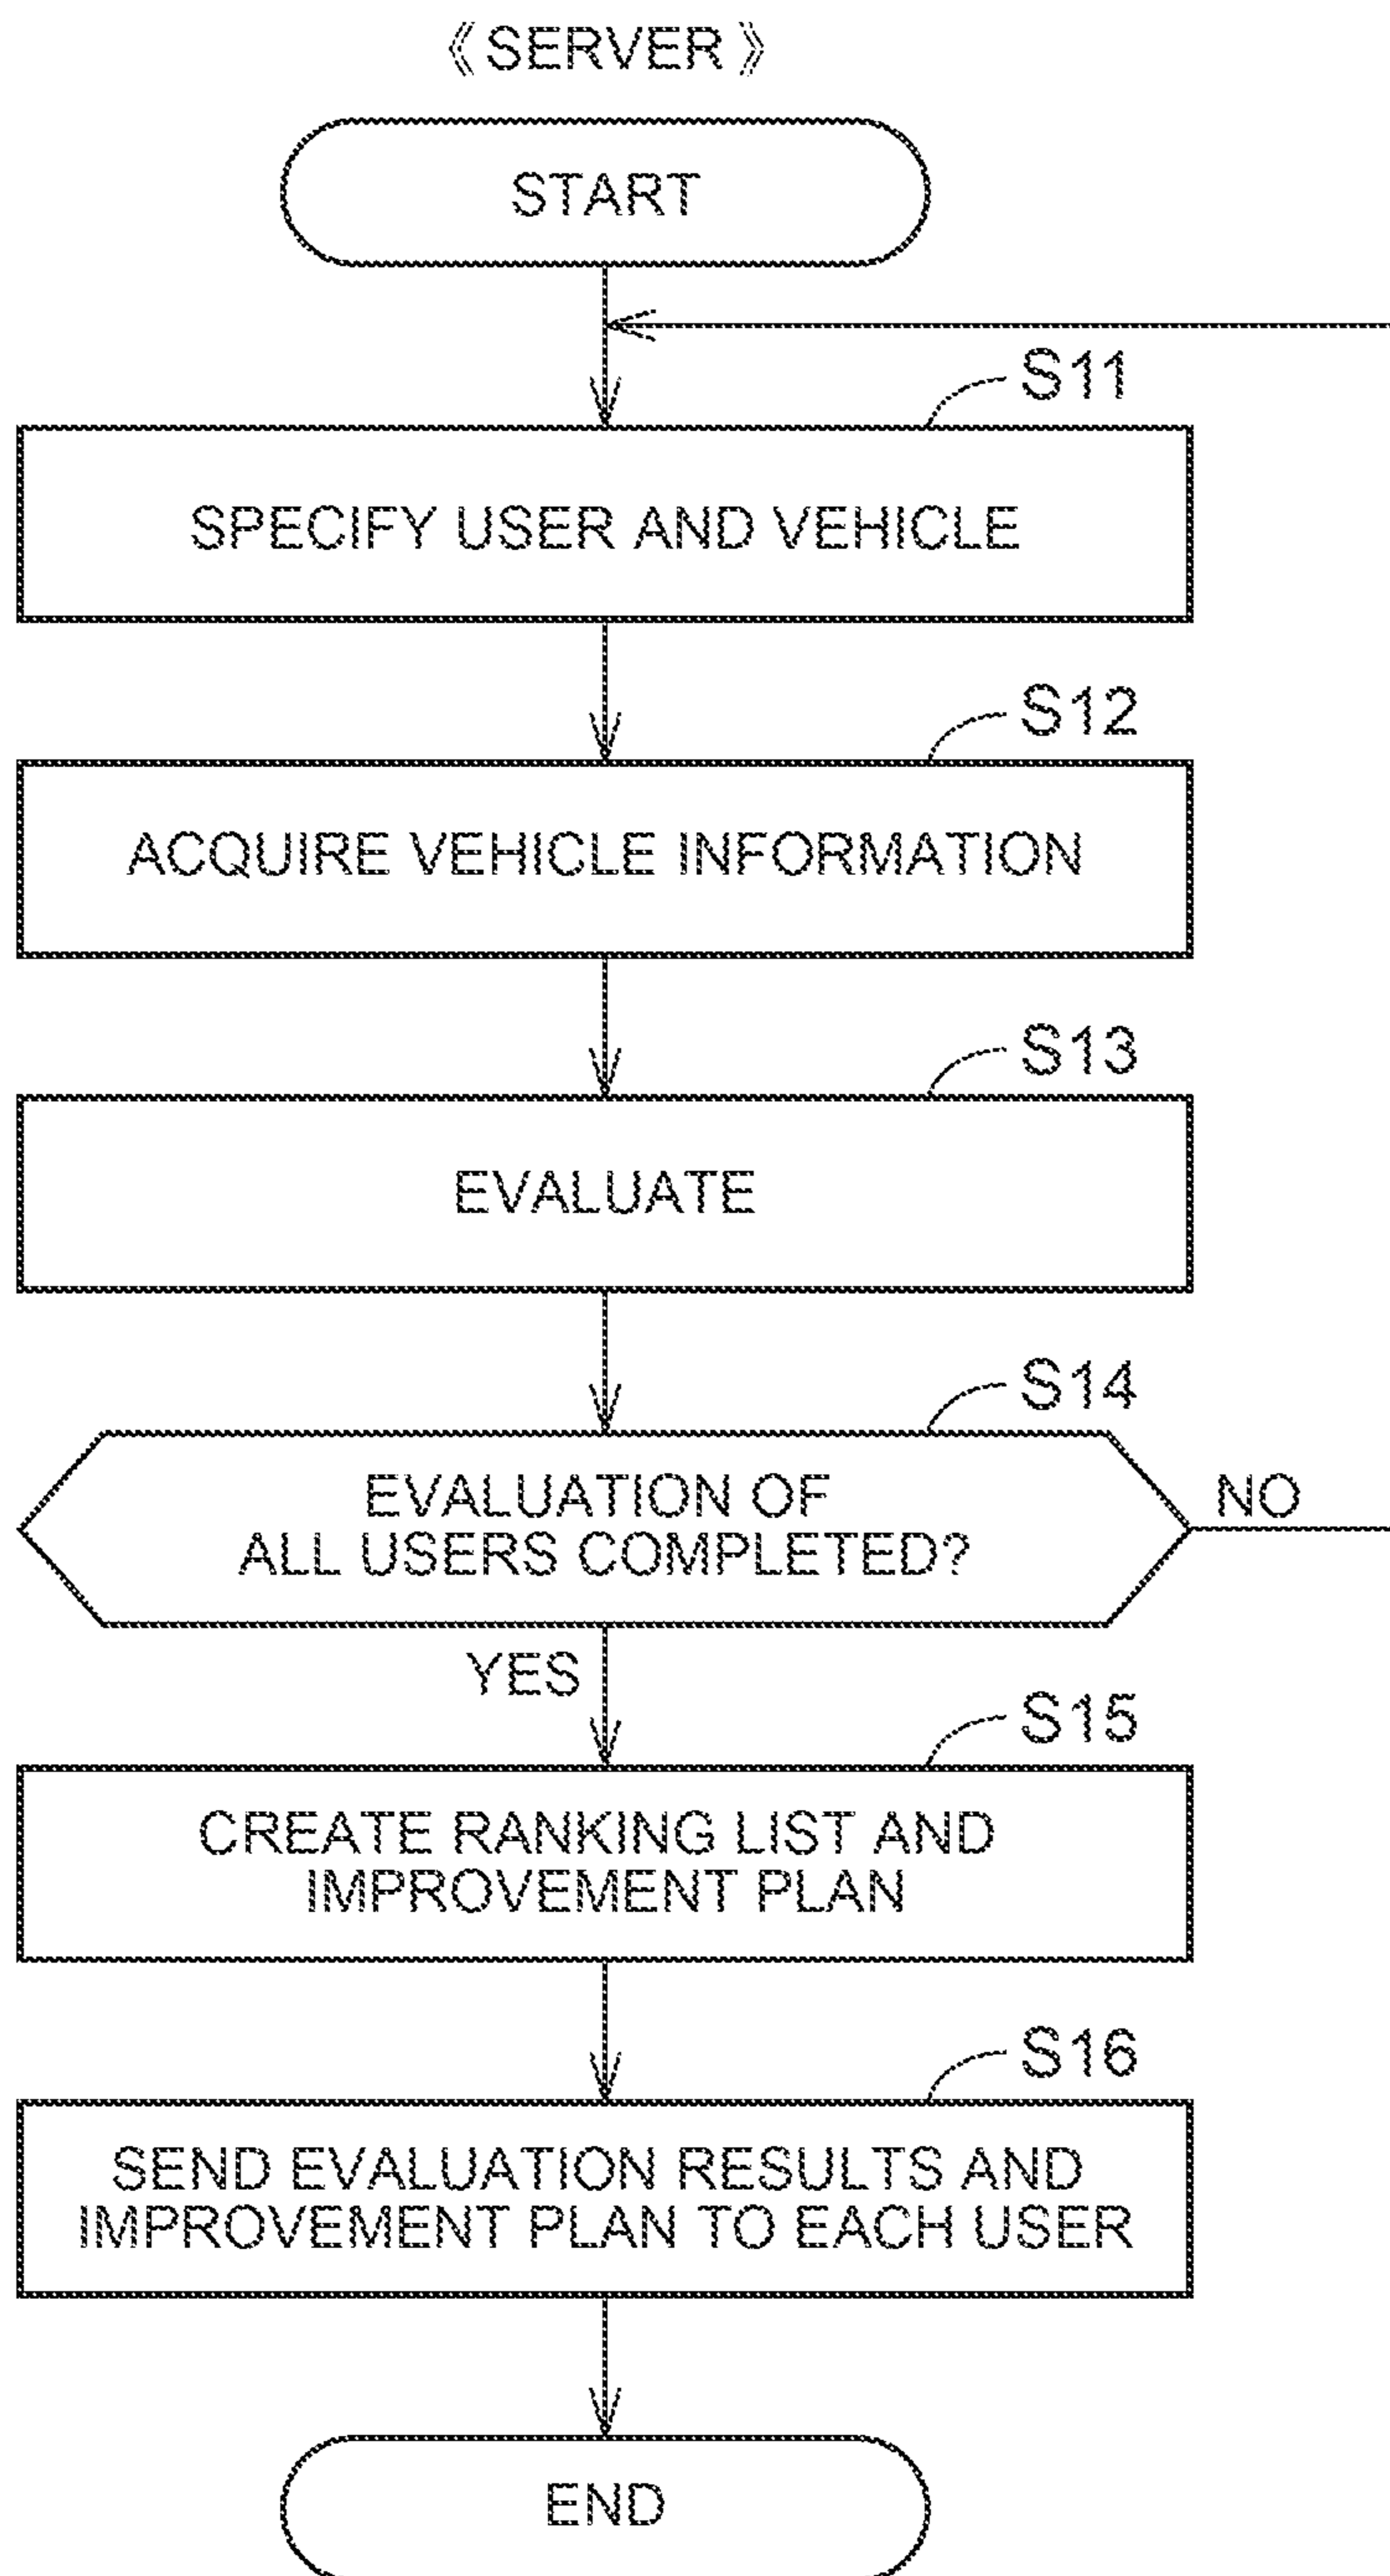 《SERVER》
START
S11
SPECIFY USER AND VEHICLE
S12
ACQUIRE VEHICLE INFORMATION
S13
EVALUATE
S14
EVALUATION OF
ALL USERS COMPLETED?
NO
YES
S15
CREATE RANKING LIST AND
IMPROVEMENT PLAN
S16
SEND EVALUATION RESULTS AND
IMPROVEMENT PLAN TO EACH USER
END